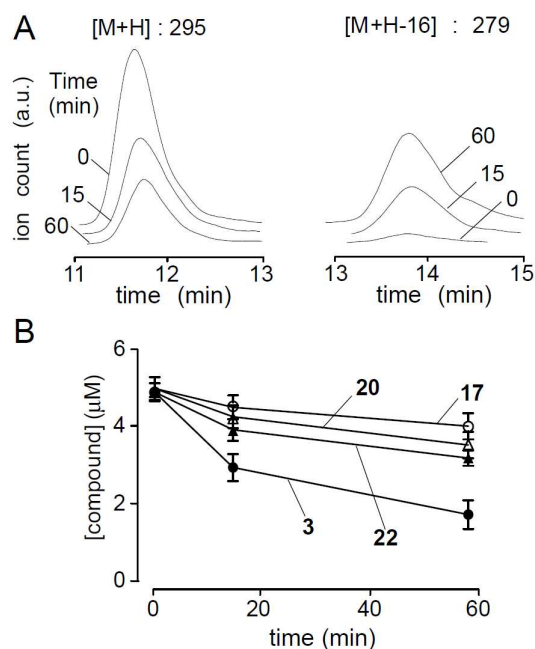 A
[M+H] : 295
[M+H-16] : 279
Time
(min)
0
15
60
60
15
0
ion count (a.u.)
11 12 13
13 14 15
time (min)
time (min)
B
6
4
2
0
[compound] (μM)
20
17
3
22
0 20 40 60
time (min)